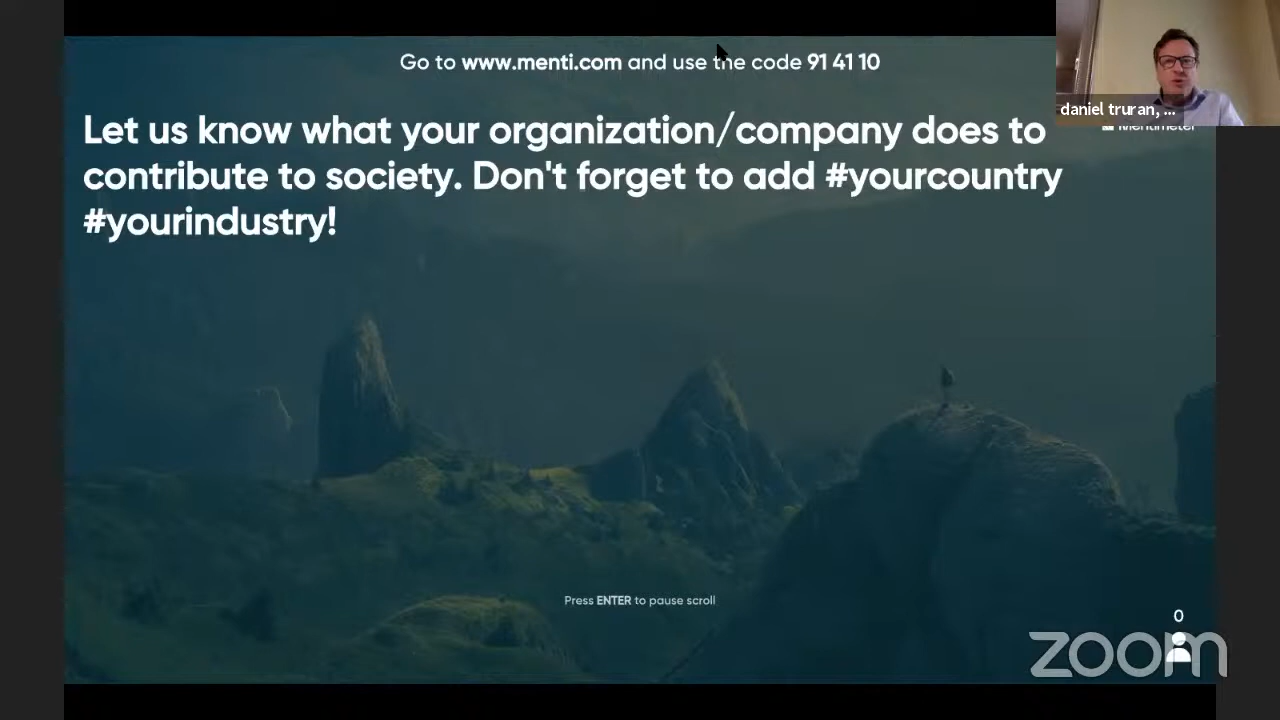 Go to www.menti.com and use the code 91 41 10
daniel truran, ...
Mentimeter
Let us know what your organization/company does to
contribute to society. Don't forget to add #yourcountry
#yourindustry!
Press ENTER to pause scroll
0
zoom